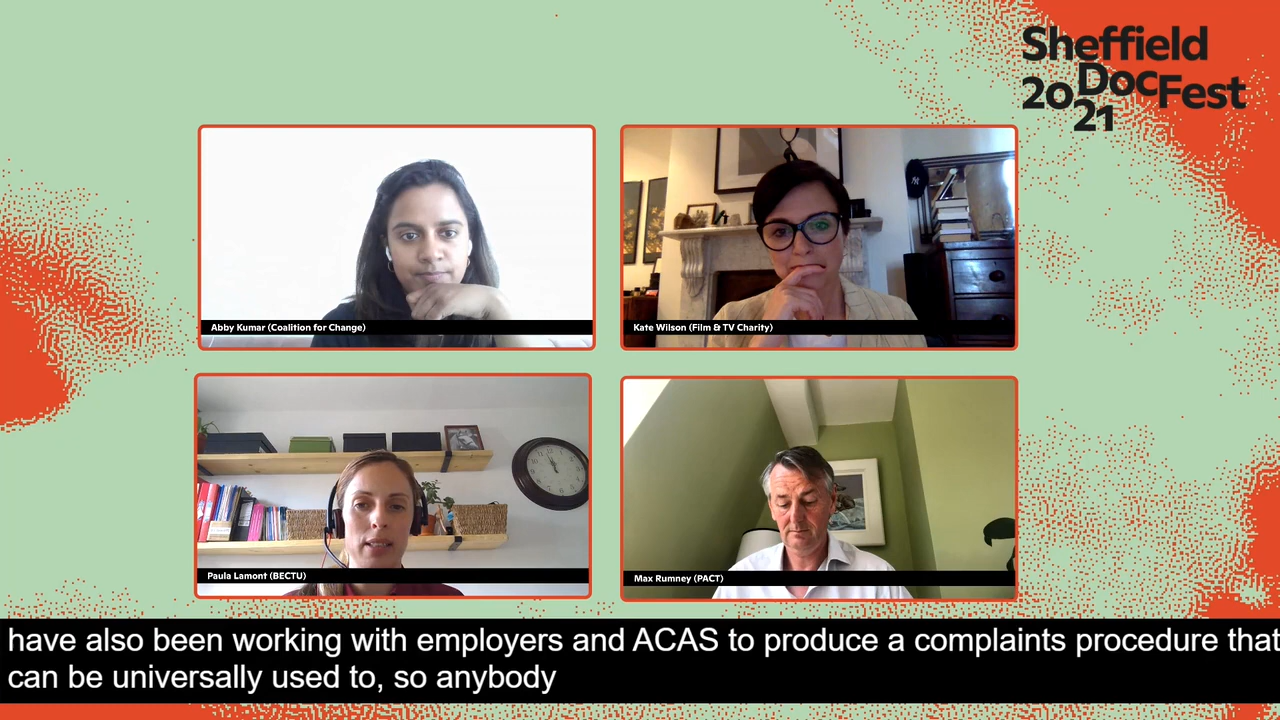 Sheffield
DocFest
2021
Abby Kumar (Coalition for Change)
Kate Wilson (Film & TV Charity)
Paula Lamont (BECTU)
Max Rumney (PACT)
have also been working with employers and ACAS to produce a complaints procedure that
can be universally used to, so anybody